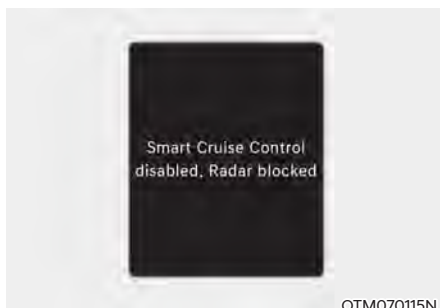 Smart Cruise Control
disabled, Radar blocked
OTM070115N